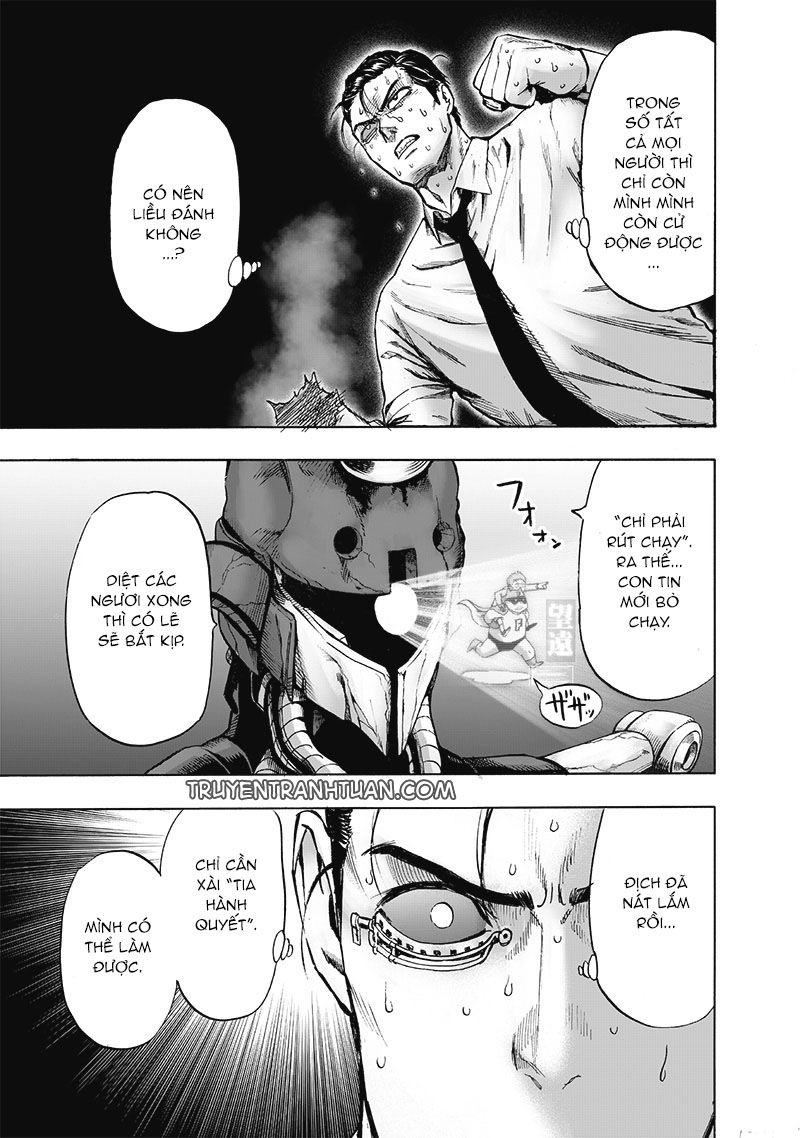 TRONG
SỐ TẤT
CẢ MỌI
NGƯỜI THÌ
CHỈ CÒN
MÌNH MÌNH
CÒN CỬ
ĐỘNG ĐƯỢC
...
CÓ NÊN
LIỀU ĐÁNH
KHÔNG
...?
フオオン
"CHỈ PHẢI
RÚT CHẠY".
RA THẾ...
CON TIN
MỚI BỎ
CHẠY.
望遠
F
ザザッ
DIỆT CÁC
NGƯƠI XONG
THÌ CÓ LẼ
SẼ BẮT KỊP.
TRUYENTRANHTUAN.COM
ĐỊCH ĐÃ
NÁT LẮM
RỒI...
CHỈ CẦN
XÀI "TIA
HÀNH
QUYẾT".
MÌNH CÓ
THỂ LÀM
ĐƯỢC.